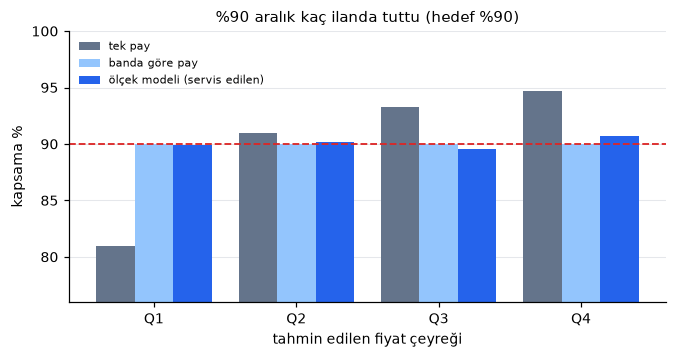 %90 aralık kaç ilanda tuttu (hedef %90)
tek pay
banda göre pay
ölçek modeli (servis edilen)
100
95
90
85
80
kapsama %
Q1 Q2 Q3 Q4
tahmin edilen fiyat çeyreği